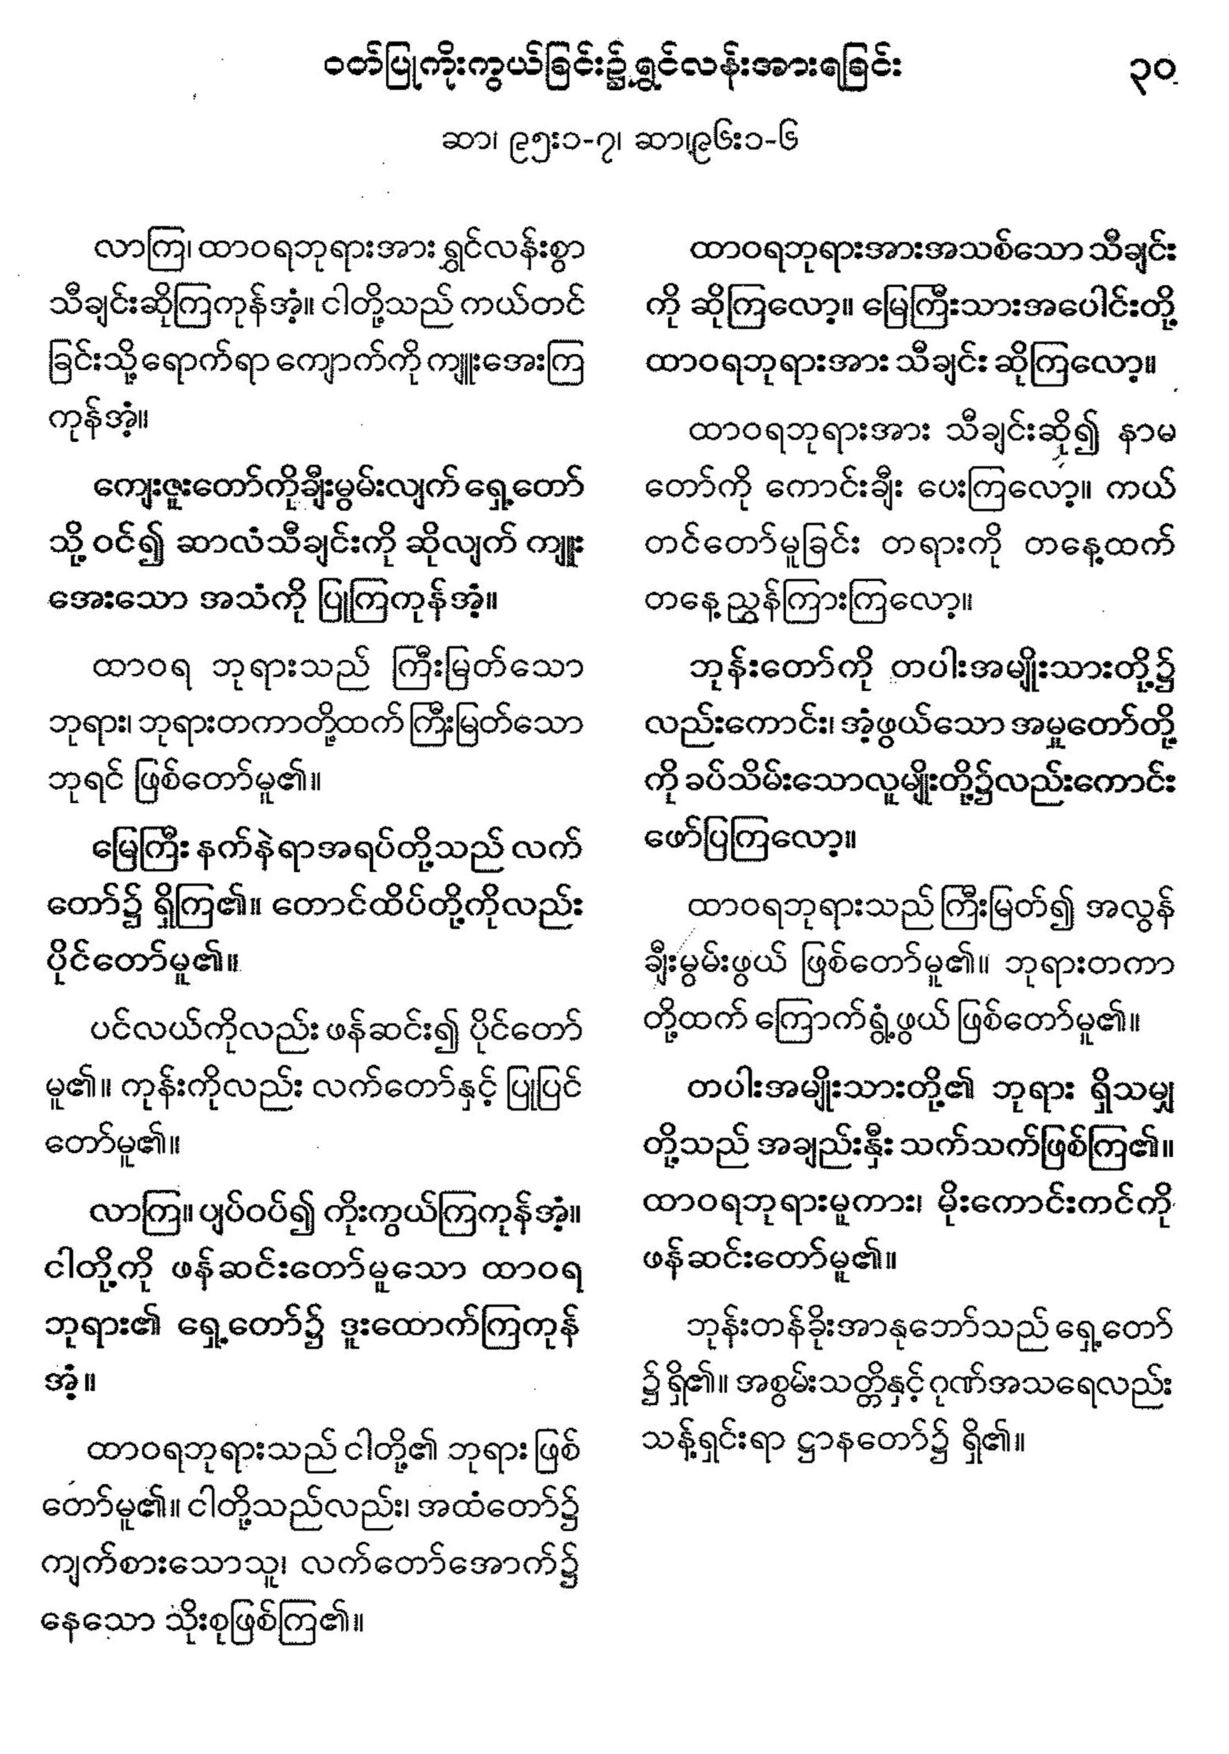 ဝတ်ပြုကိုးကွယ်ခြင်း၌ရွှင်လန်းအားရခြင်း
၃၀
ဆာ၊ ၉၅း၁-၇၊ ဆာ၊၉၆း၁-၆
လာကြ၊ ထာဝရဘုရားအား ရွှင်လန်းစွာ
သီချင်းဆိုကြကုန်အံ့။ ငါတို့သည် ကယ်တင်
ခြင်းသို့ ရောက်ရာ ကျောက်ကို ကျူးအေးကြ
ကုန်အံ့။
ကျေးဇူးတော်ကိုချီးမွမ်းလျက် ရှေ့တော်
သို့ ဝင်၍ ဆာလံသီချင်းကို ဆိုလျက် ကျူး
အေးသော အသံကို ပြုကြကုန်အံ့။
ထာဝရ ဘုရားသည် ကြီးမြတ်သော
ဘုရား၊ ဘုရားတကာတို့ထက် ကြီးမြတ်သော
ဘုရင် ဖြစ်တော်မူ၏။
မြေကြီး နက်နဲရာအရပ်တို့သည် လက်
တော်၌ ရှိကြ၏။ တောင်ထိပ်တို့ကိုလည်း
ပိုင်တော်မူ၏။
ပင်လယ်ကိုလည်း ဖန်ဆင်း၍ ပိုင်တော်
မူ၏။ ကုန်းကိုလည်း လက်တော်နှင့် ပြုပြင်
တော်မူ၏။
လာကြ။ ပျပ်ဝပ်၍ ကိုးကွယ်ကြကုန်အံ့။
ငါတို့ကို ဖန်ဆင်းတော်မူသော ထာဝရ
ဘုရား၏ ရှေ့တော်၌ ဒူးထောက်ကြကုန်
အံ့။
ထာဝရဘုရားသည် ငါတို့၏ ဘုရား ဖြစ်
တော်မူ၏။ ငါတို့သည်လည်း၊ အထံတော်၌
ကျက်စားသောသူ၊ လက်တော်အောက်၌
နေသော သိုးစုဖြစ်ကြ၏။
ထာဝရဘုရားအားအသစ်သော သီချင်း
ကို ဆိုကြလော့။ မြေကြီးသားအပေါင်းတို့
ထာဝရဘုရားအား သီချင်း ဆိုကြလော့။
ထာဝရဘုရားအား သီချင်းဆို၍ နာမ
တော်ကို ကောင်းချီး ပေးကြလော့။ ကယ်
တင်တော်မူခြင်း တရားကို တနေ့ထက်
တနေ့ ညွှန်ကြားကြလော့။
ဘုန်းတော်ကို တပါးအမျိုးသားတို့၌
လည်းကောင်း၊ အံ့ဖွယ်သော အမှုတော်တို့
ကို ခပ်သိမ်းသောလူမျိုးတို့၌လည်းကောင်း
ဖော်ပြကြလော့။
ထာဝရဘုရားသည် ကြီးမြတ်၍ အလွန်
ချီးမွမ်းဖွယ် ဖြစ်တော်မူ၏။ ဘုရားတကာ
တို့ထက် ကြောက်ရွံ့ဖွယ် ဖြစ်တော်မူ၏။
တပါးအမျိုးသားတို့၏ ဘုရား ရှိသမျှ
တို့သည် အချည်းနှီး သက်သက်ဖြစ်ကြ၏။
ထာဝရဘုရားမူကား၊ မိုးကောင်းကင်ကို
ဖန်ဆင်းတော်မူ၏။
ဘုန်းတန်ခိုးအာနုဘော်သည် ရှေ့တော်
၌ ရှိ၏။ အစွမ်းသတ္တိနှင့် ဂုဏ်အသရေလည်း
သန့်ရှင်းရာ ဌာနတော်၌ ရှိ၏။